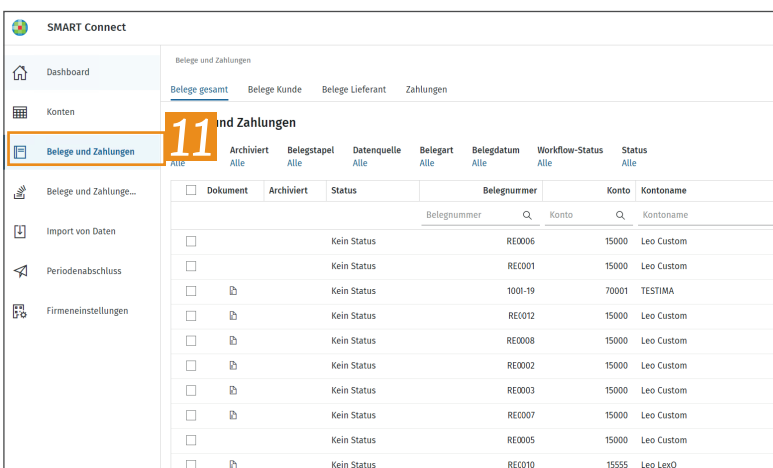 SMART Connect
Dashboard
Konten
Belege und Zahlungen
Belege und Zahlunge...
Import von Daten
Periodenabschluss
Firmeneinstellungen
Belege und Zahlungen
Belege gesamt Belege Kunde Belege Lieferant Zahlungen
11
und Zahlungen
Archiviert Belegstapel Datenquelle Belegart Belegdatum Workflow-Status Status
Alle Alle Alle Alle Alle Alle Alle Alle
Dokument Archiviert Status Belegnummer Konto Kontoname
Belegnummer Konto Kontoname
Kein Status RE0006 15000 Leo Custom
Kein Status RE0001 15000 Leo Custom
Kein Status 1001-19 70001 TESTIMA
Kein Status RE0012 15000 Leo Custom
Kein Status RE0008 15000 Leo Custom
Kein Status RE0002 15000 Leo Custom
Kein Status RE0003 15000 Leo Custom
Kein Status RE0007 15000 Leo Custom
Kein Status RE0005 15000 Leo Custom
Kein Status RE0010 15555 Leo LexO